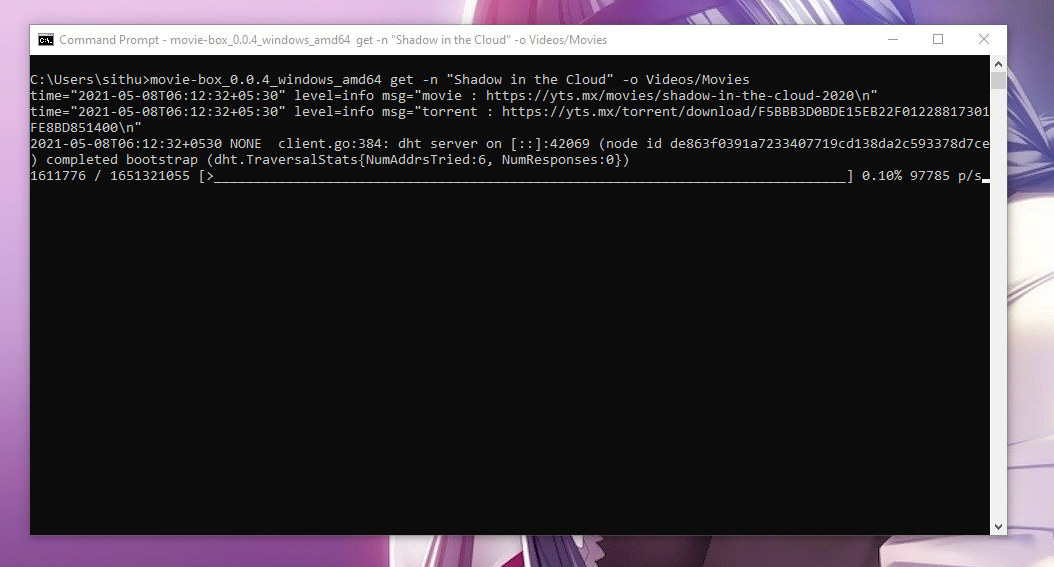 Command Prompt - movie-box_0.0.4_windows_amd64 get -n "Shadow in the Cloud" -o Videos/Movies
C:\Users\sithu>movie-box_0.0.4_windows_amd64 get -n "Shadow in the Cloud" -o Videos/Movies
time="2021-05-08T06:12:32+05:30" level=info msg="movie : https://yts.mx/movies/shadow-in-the-cloud-2020\n"
time="2021-05-08T06:12:32+05:30" level=info msg="torrent : https://yts.mx/torrent/download/F5BBB3D0BDE15EB22F01228817301
FE8BD851400\n"
2021-05-08T06:12:32+0530 NONE  client.go:384: dht server on [::]:42069 (node id de863f0391a7233407719cd138da2c593378d7ce
) completed bootstrap (dht.TraversalStats{NumAddrsTried:6, NumResponses:0})
1611776 / 1651321055 [>_______________________________________________________________________________] 0.10% 97785 p/s